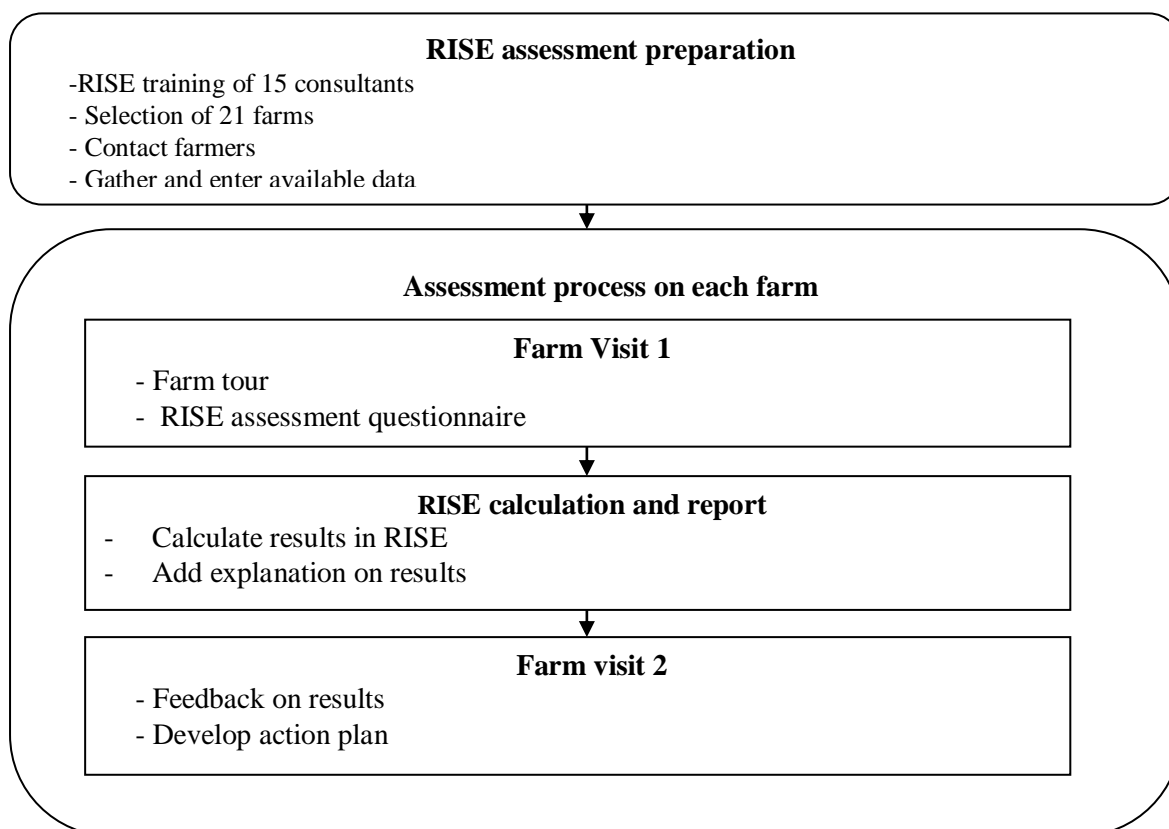 RISE assessment preparation
-RISE training of 15 consultants
- Selection of 21 farms
- Contact farmers
- Gather and enter available data
Assessment process on each farm
Farm Visit 1
- Farm tour
- RISE assessment questionnaire
RISE calculation and report
- Calculate results in RISE
- Add explanation on results
Farm visit 2
- Feedback on results
- Develop action plan